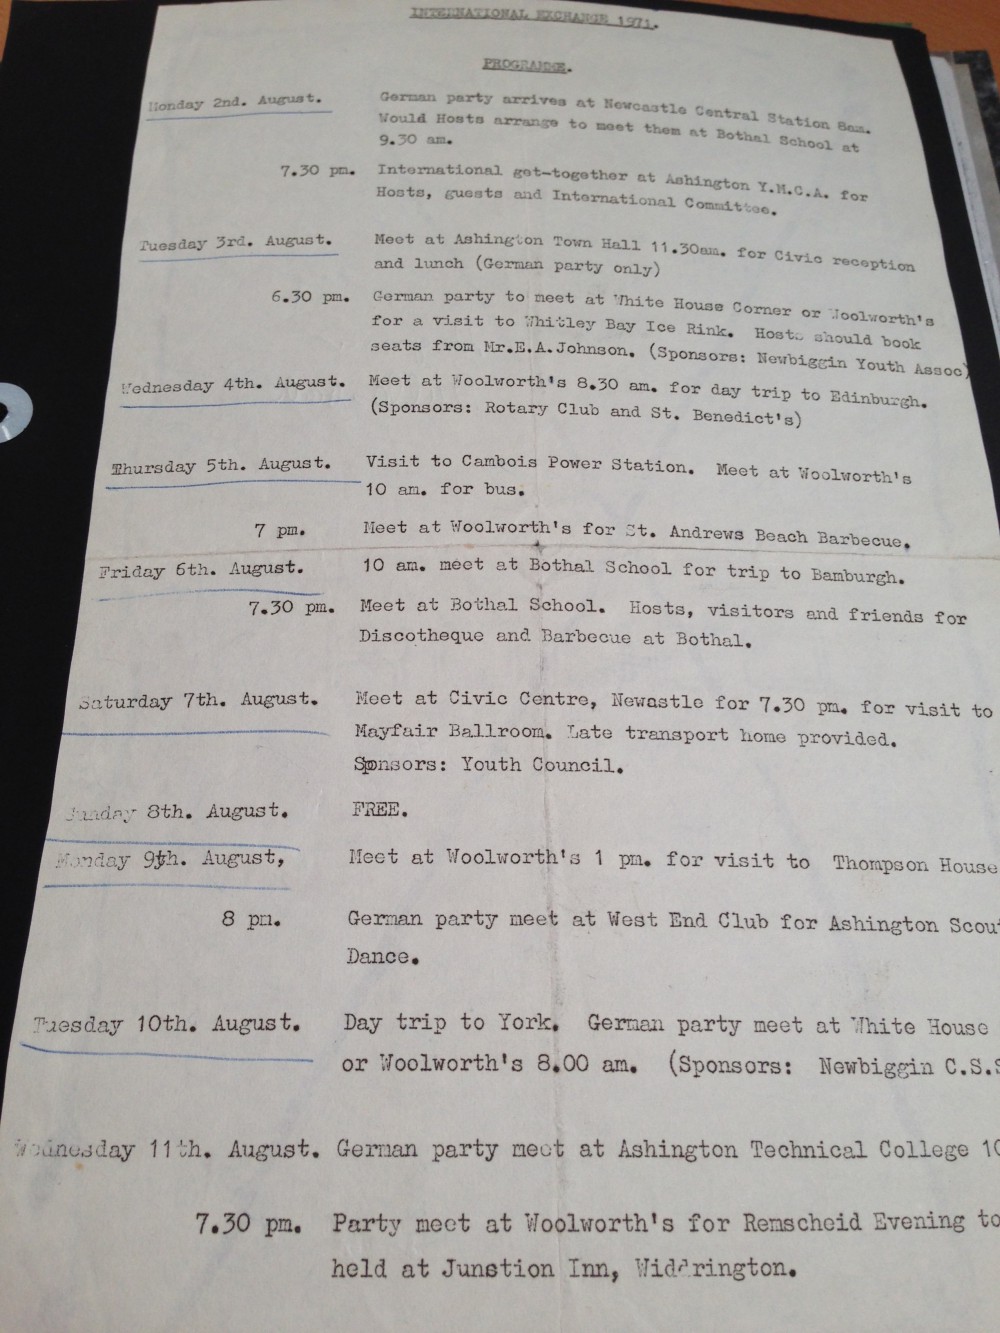 INTERNATIONAL EXCHANGE 1971.
PROGRAMME.
Monday 2nd. August. German party arrives at Newcastle Central Station 8am.
Would Hosts arrange to meet them at Bothal School at
9.30 am.
7.30 pm. International get-together at Ashington Y.M.C.A. for
Hosts, guests and International Committee.
Tuesday 3rd. August. Meet at Ashington Town Hall 11.30am. for Civic reception
and lunch (German party only)
6.30 pm. German party to meet at White House Corner or Woolworth's
for a visit to Whitley Bay Ice Rink. Hosts should book
seats from Mr.E.A.Johnson. (Sponsors: Newbiggin Youth Assoc)
Wednesday 4th. August. Meet at Woolworth's 8.30 am. for day trip to Edinburgh.
(Sponsors: Rotary Club and St. Benedict's)
Thursday 5th. August. Visit to Cambois Power Station. Meet at Woolworth's
10 am. for bus.
7 pm. Meet at Woolworth's for St. Andrews Beach Barbecue.
Friday 6th. August. 10 am. meet at Bothal School for trip to Bamburgh.
7.30 pm. Meet at Bothal School. Hosts, visitors and friends for
Discotheque and Barbecue at Bothal.
Saturday 7th. August. Meet at Civic Centre, Newastle for 7.30 pm. for visit to
Mayfair Ballroom. Late transport home provided.
Sponsors: Youth Council.
Sunday 8th. August. FREE.
Monday 9th. August, Meet at Woolworth's 1 pm. for visit to Thompson House
8 pm. German party meet at West End Club for Ashington Scout
Dance.
Tuesday 10th. August. Day trip to York. German party meet at White House
or Woolworth's 8.00 am. (Sponsors: Newbiggin C.S.S
Wednesday 11th. August. German party meet at Ashington Technical College 10
7.30 pm. Party meet at Woolworth's for Remscheid Evening to
held at Junstion Inn, Widdrington.